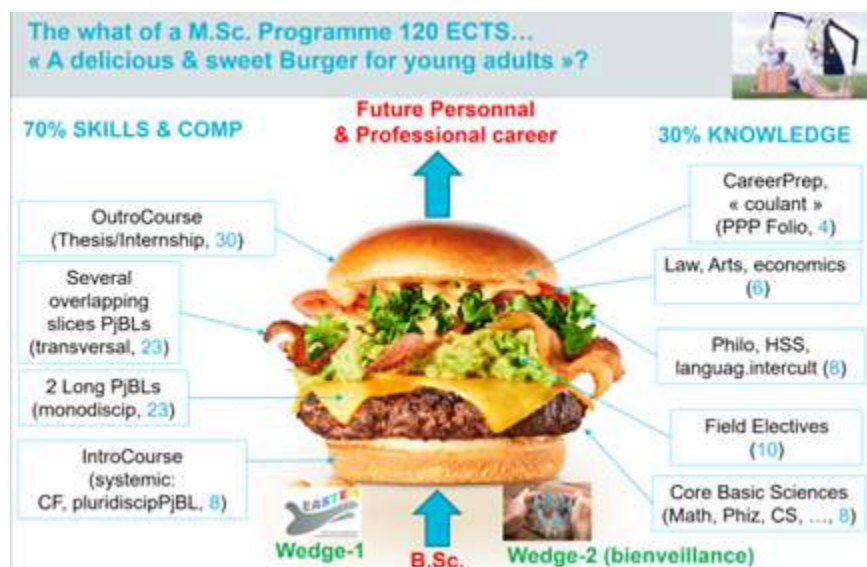 The what of a M.Sc. Programme 120 ECTS…
« A delicious & sweet Burger for young adults »?
70% SKILLS & COMP
Future Personnal
& Professional career
30% KNOWLEDGE
OutroCourse
(Thesis/Internship, 30)
Several
overlapping
slices PjBLs
(transversal, 23)
2 Long PjBLs
(monodiscip, 23)
IntroCourse
(systemic:
CF, pluridiscipPjBL, 8)
CareerPrep,
« coulant »
(PPP Folio, 4)
Law, Arts, economics
(6)
Philo, HSS,
languag.intercult (8)
Field Electives
(10)
Core Basic Sciences
(Math, Phiz, CS, …, 8)
EASTEM
Wedge-1
B.Sc.
Wedge-2 (bienveillance)